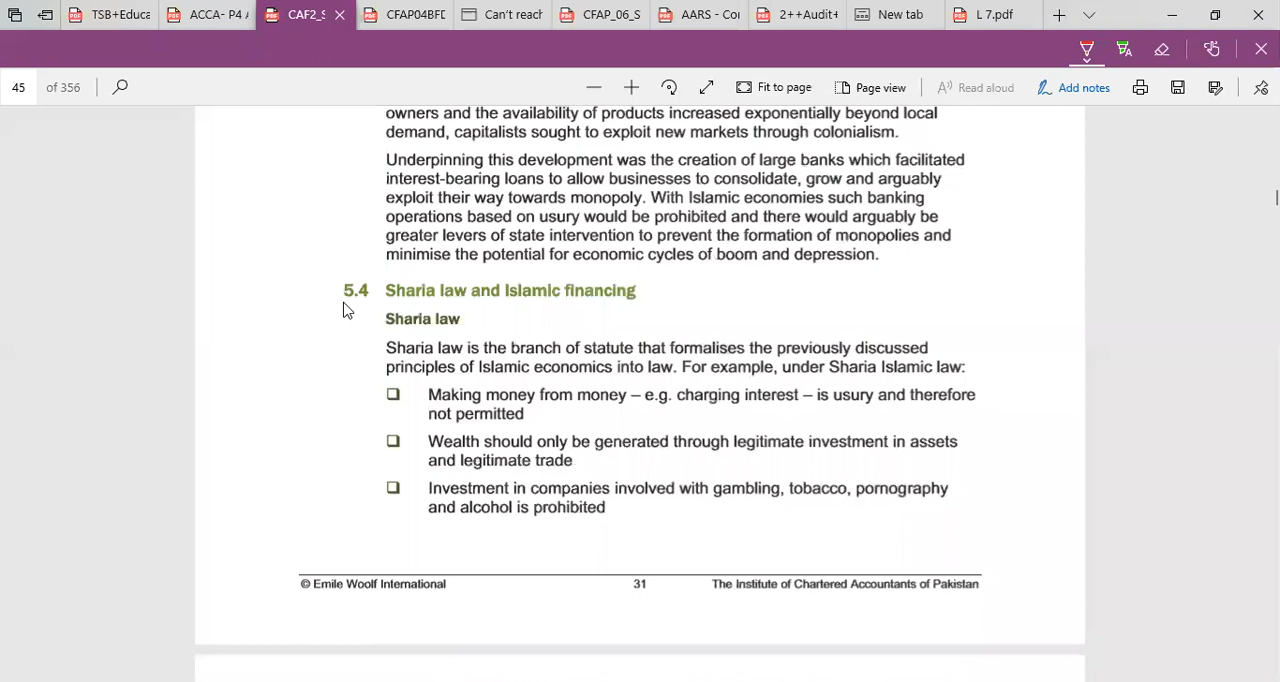 TSB+Educa
ACCA- P4 A
CAF2_S
CFAP04BFD
Can't reach
CFAP_06_S
AARS - Cor
2++Audit+
New tab
L 7.pdf
45 of 356
Fit to page
Page view
Read aloud
Add notes
owners and the availability of products increased exponentially beyond local
demand, capitalists sought to exploit new markets through colonialism.
Underpinning this development was the creation of large banks which facilitated
interest-bearing loans to allow businesses to consolidate, grow and arguably
exploit their way towards monopoly. With Islamic economies such banking
operations based on usury would be prohibited and there would arguably be
greater levers of state intervention to prevent the formation of monopolies and
minimise the potential for economic cycles of boom and depression.
5.4 Sharia law and Islamic financing
Sharia law
Sharia law is the branch of statute that formalises the previously discussed
principles of Islamic economics into law. For example, under Sharia Islamic law:
Making money from money – e.g. charging interest – is usury and therefore
not permitted
Wealth should only be generated through legitimate investment in assets
and legitimate trade
Investment in companies involved with gambling, tobacco, pornography
and alcohol is prohibited
© Emile Woolf International 31 The Institute of Chartered Accountants of Pakistan